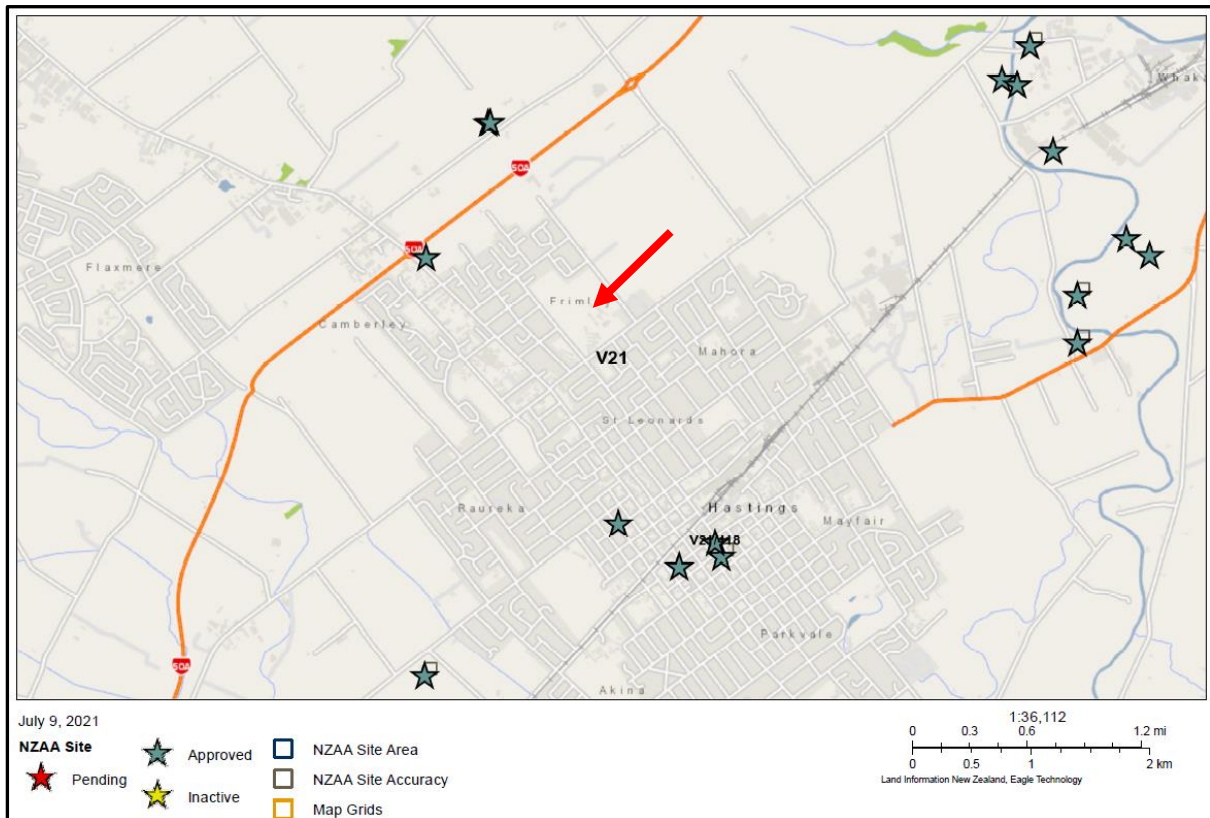 Whaka
50A
Flaxmere
50A
Frimley
Camberley
V21
Mahora
St Leonards
Raureka
Hastings
Mayfair
Parkvale
50A
Akina
July 9, 2021
NZAA Site
Pending
Approved
Inactive
NZAA Site Area
NZAA Site Accuracy
Map Grids
1:36,112
0 0.3 0.6 1.2 mi
0 0.5 1 2 km
Land Information New Zealand, Eagle Technology